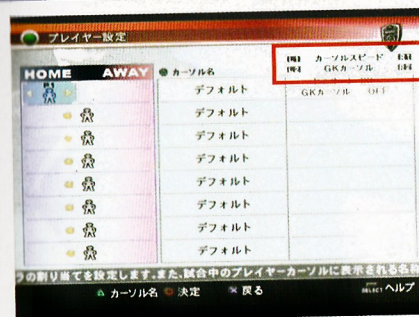 プレイヤー設定
カーソルスピード
GKカーソル
HOME AWAY カーソル名
デフォルト GKカーソル OFF
デフォルト
デフォルト
デフォルト
デフォルト
デフォルト
デフォルト
デフォルト
ラの割り当てを設定します。また、試合中のプレイヤーカーソルに表示される名
カーソル名 決定 戻る SELECT ヘルプ